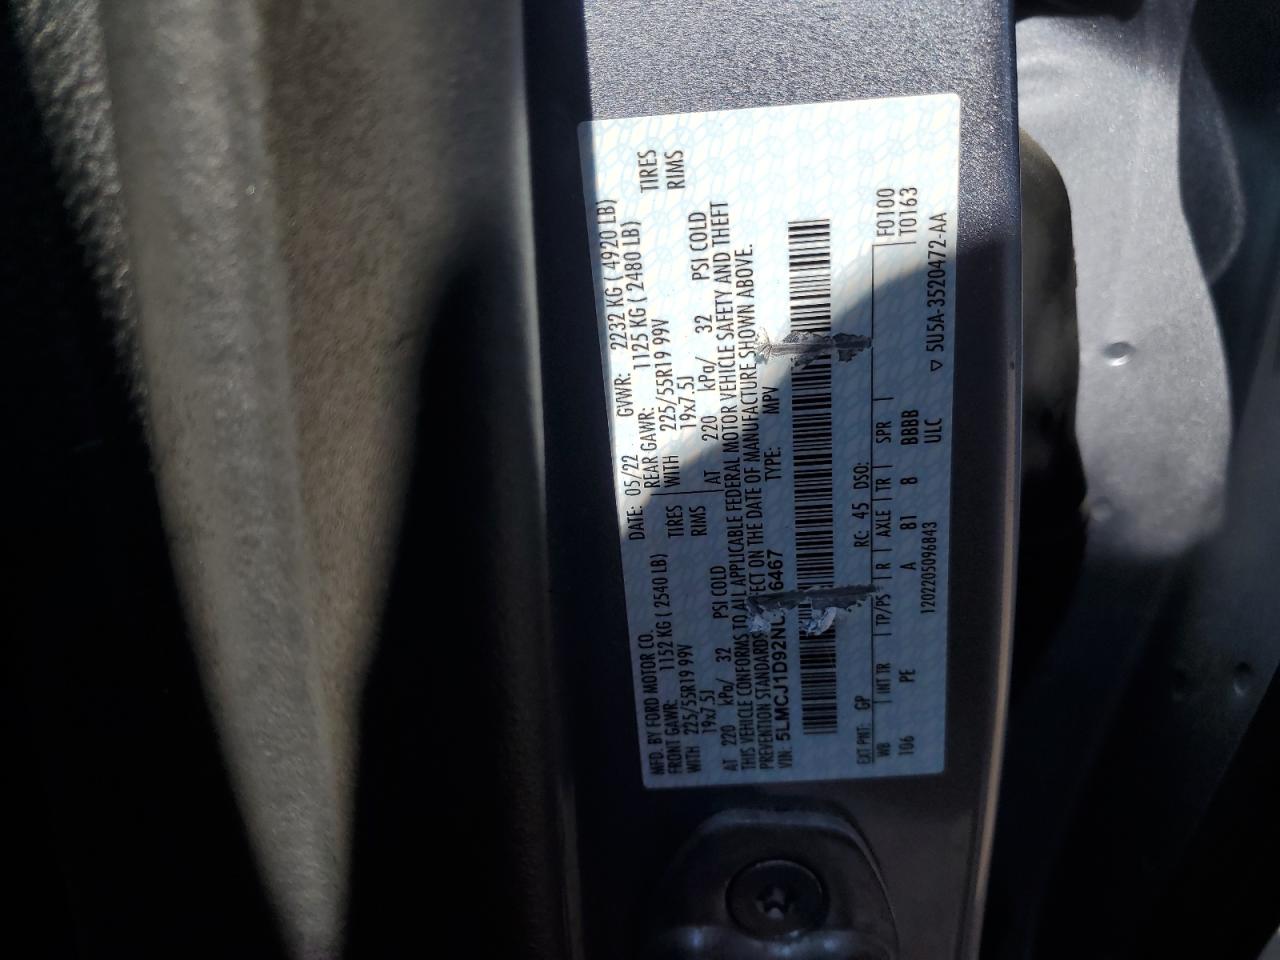 MFD. BY FORD MOTOR CO.
DATE: 05/22 GVWR: 2232 KG ( 4920 LB)
FRONT GAWR: 1152 KG ( 2540 LB)
REAR GAWR: 1125 KG ( 2480 LB)
WITH 225/55R19 99V TIRES
WITH 225/55R19 99V TIRES
19x7.5J RIMS
19x7.5J RIMS
AT 220 kPa/ 32 PSI COLD
AT 220 kPa/ 32 PSI COLD
THIS VEHICLE CONFORMS TO ALL APPLICABLE FEDERAL MOTOR VEHICLE SAFETY AND THEFT
PREVENTION STANDARDS EFFECT ON THE DATE OF MANUFACTURE SHOWN ABOVE.
VIN: 5LMCJ1D92NL 6467 TYPE: MPV
EXT PNT: GP RC: 45 DSO: F0100
WB INT TR TP/PS R AXLE TR SPR T0163
106 PE A 81 8 BBBB
ULC
1202205096843
▽ 5U5A-3520472-AA